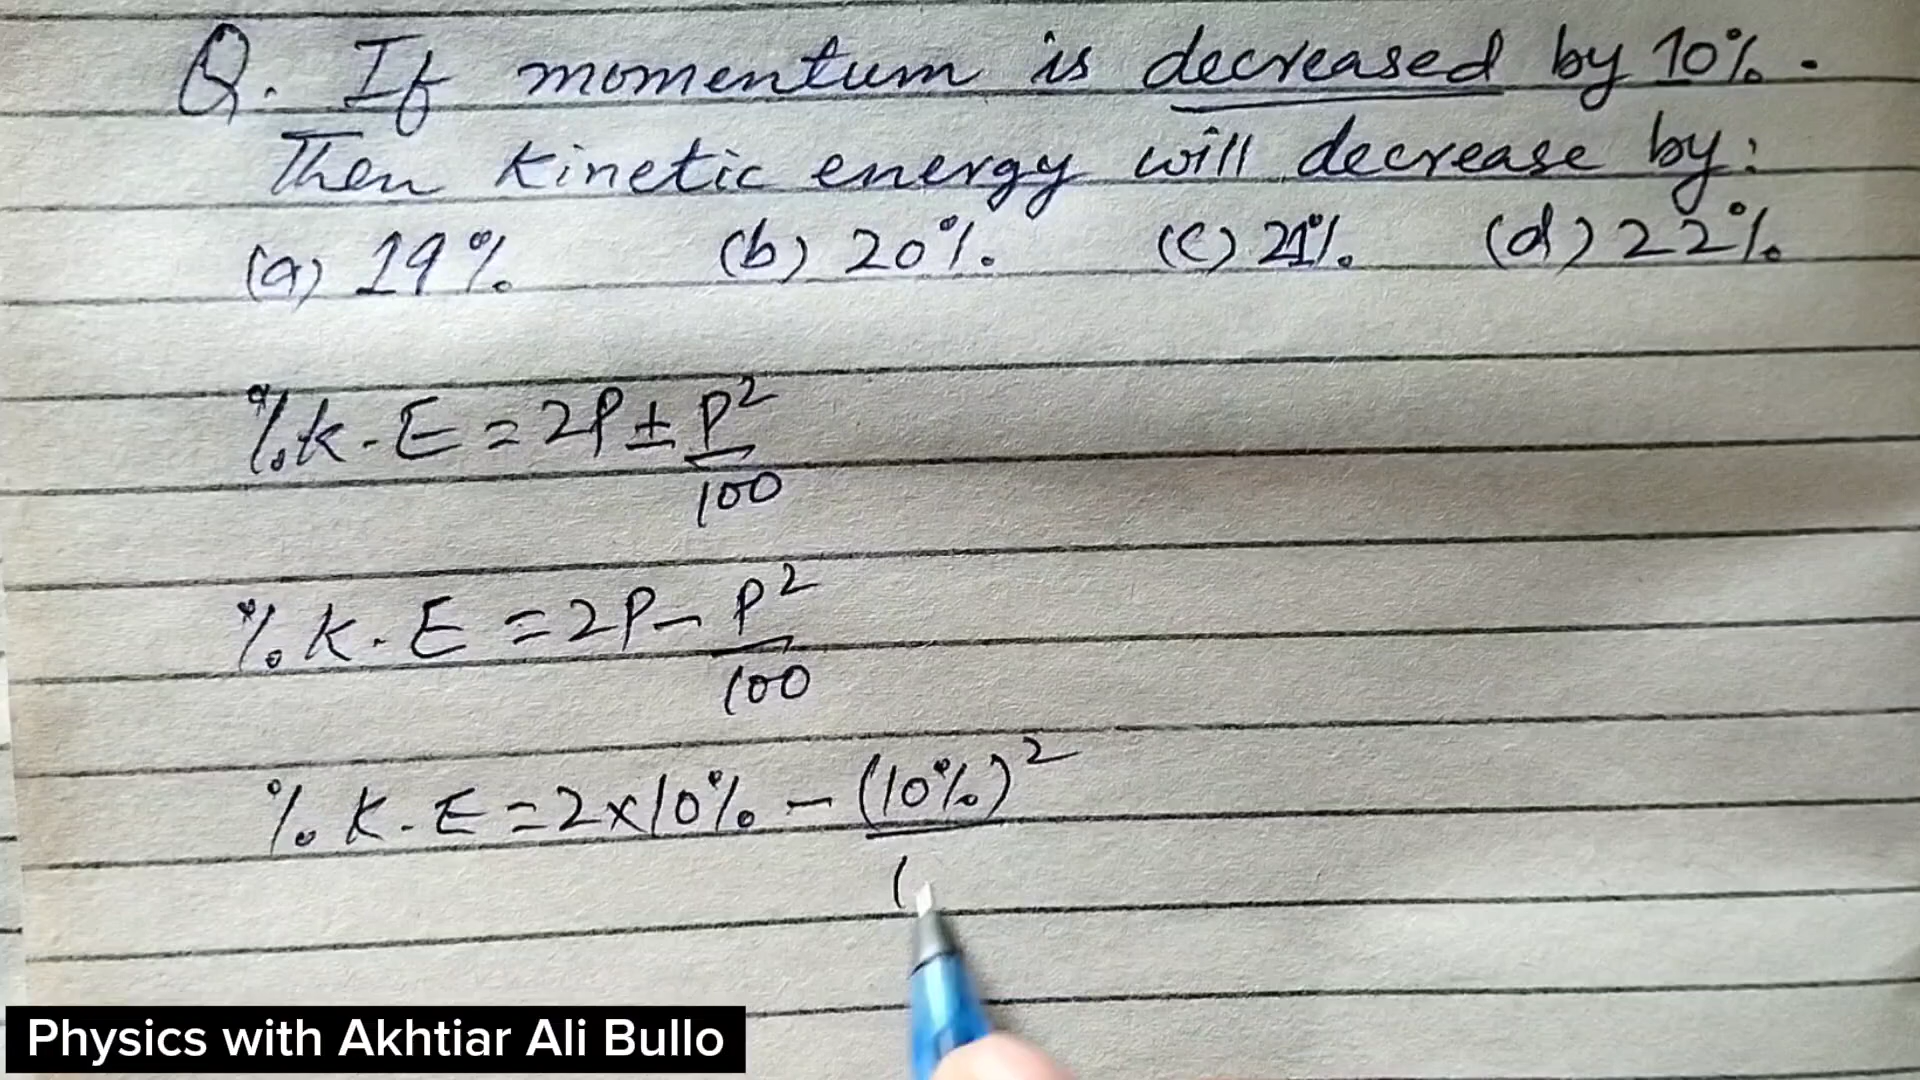 Q. If momentum is decreased by 10%.
Then kinetic energy will decrease by:
(a) 19% (b) 20% (c) 21% (d) 22%
%K.E = 2P ± P²/100
%K.E = 2P - P²/100
%K.E = 2×10% - (10%)²/1
Physics with Akhtiar Ali Bullo